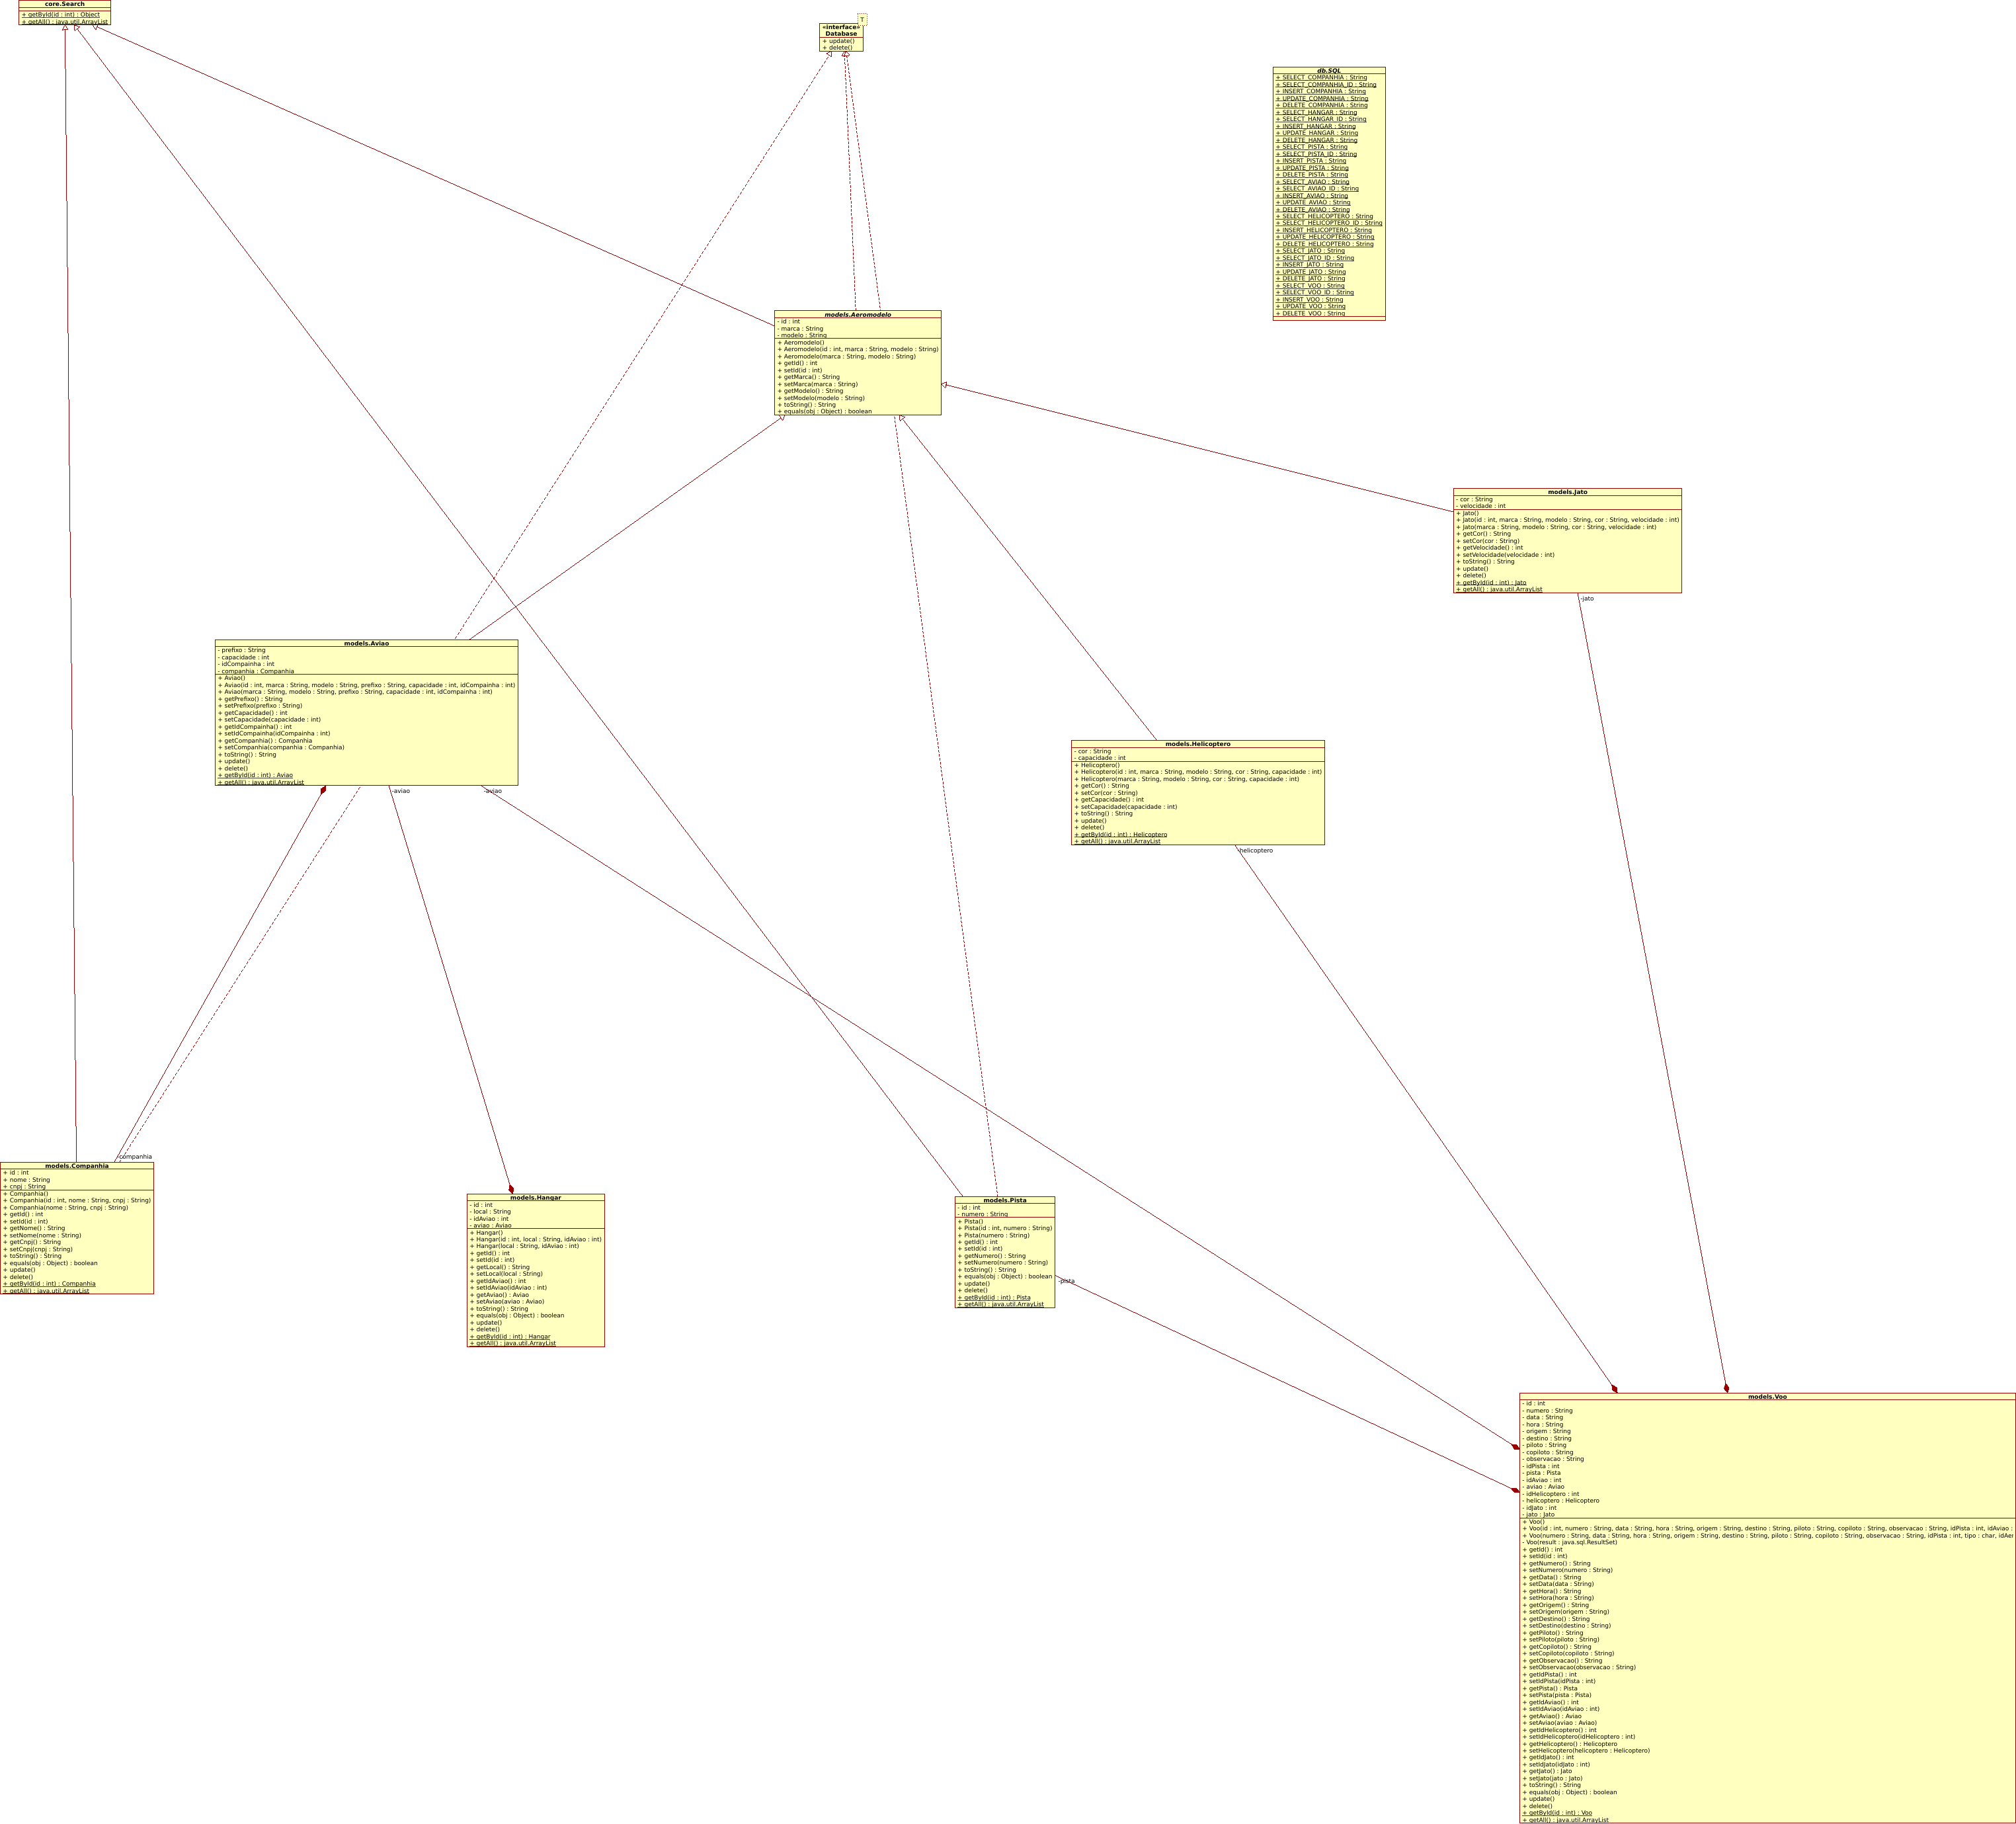 core.Search
+ getById(id : int) : Object
+ getAll() : java.util.ArrayList
T
«interface»
Database
+ update()
+ delete()
db.SQL
+ SELECT_COMPANHIA : String
+ SELECT_COMPANHIA_ID : String
+ INSERT_COMPANHIA : String
+ UPDATE_COMPANHIA : String
+ DELETE_COMPANHIA : String
+ SELECT_HANGAR : String
+ SELECT_HANGAR_ID : String
+ INSERT_HANGAR : String
+ UPDATE_HANGAR : String
+ DELETE_HANGAR : String
+ SELECT_PISTA : String
+ SELECT_PISTA_ID : String
+ INSERT_PISTA : String
+ UPDATE_PISTA : String
+ DELETE_PISTA : String
+ SELECT_AVIAO : String
+ SELECT_AVIAO_ID : String
+ INSERT_AVIAO : String
+ UPDATE_AVIAO : String
+ DELETE_AVIAO : String
+ SELECT_HELICOPTERO : String
+ SELECT_HELICOPTERO_ID : String
+ INSERT_HELICOPTERO : String
+ UPDATE_HELICOPTERO : String
+ DELETE_HELICOPTERO : String
+ SELECT_JATO : String
+ SELECT_JATO_ID : String
+ INSERT_JATO : String
+ UPDATE_JATO : String
+ DELETE_JATO : String
+ SELECT_VOO : String
+ SELECT_VOO_ID : String
+ INSERT_VOO : String
+ UPDATE_VOO : String
+ DELETE_VOO : String
models.Aeromodelo
- id : int
- marca : String
- modelo : String
+ Aeromodelo()
+ Aeromodelo(id : int, marca : String, modelo : String)
+ Aeromodelo(marca : String, modelo : String)
+ getId() : int
+ setId(id : int)
+ getMarca() : String
+ setMarca(marca : String)
+ getModelo() : String
+ setModelo(modelo : String)
+ toString() : String
+ equals(obj : Object) : boolean
models.Jato
- cor : String
- velocidade : int
+ Jato()
+ Jato(id : int, marca : String, modelo : String, cor : String, velocidade : int)
+ Jato(marca : String, modelo : String, cor : String, velocidade : int)
+ getCor() : String
+ setCor(cor : String)
+ getVelocidade() : int
+ setVelocidade(velocidade : int)
+ toString() : String
+ update()
+ delete()
+ getById(id : int) : Jato
+ getAll() : java.util.ArrayList
-jato
models.Aviao
- prefixo : String
- capacidade : int
- idCompainha : int
- companhia : Companhia
+ Aviao()
+ Aviao(id : int, marca : String, modelo : String, prefixo : String, capacidade : int, idCompainha : int)
+ Aviao(marca : String, modelo : String, prefixo : String, capacidade : int, idCompainha : int)
+ getPrefixo() : String
+ setPrefixo(prefixo : String)
+ getCapacidade() : int
+ setCapacidade(capacidade : int)
+ getIdCompainha() : int
+ setIdCompainha(idCompainha : int)
+ getCompanhia() : Companhia
+ setCompanhia(companhia : Companhia)
+ toString() : String
+ update()
+ delete()
+ getById(id : int) : Aviao
+ getAll() : java.util.ArrayList
-aviao
-aviao
models.Helicoptero
- cor : String
- capacidade : int
+ Helicoptero()
+ Helicoptero(id : int, marca : String, modelo : String, cor : String, capacidade : int)
+ Helicoptero(marca : String, modelo : String, cor : String, capacidade : int)
+ getCor() : String
+ setCor(cor : String)
+ getCapacidade() : int
+ setCapacidade(capacidade : int)
+ toString() : String
+ update()
+ delete()
+ getById(id : int) : Helicoptero
+ getAll() : java.util.ArrayList
-helicoptero
-companhia
models.Companhia
+ id : int
+ nome : String
+ cnpj : String
+ Companhia()
+ Companhia(id : int, nome : String, cnpj : String)
+ Companhia(nome : String, cnpj : String)
+ getId() : int
+ setId(id : int)
+ getNome() : String
+ setNome(nome : String)
+ getCnpj() : String
+ setCnpj(cnpj : String)
+ toString() : String
+ equals(obj : Object) : boolean
+ update()
+ delete()
+ getById(id : int) : Companhia
+ getAll() : java.util.ArrayList
models.Hangar
- id : int
- local : String
- idAviao : int
- aviao : Aviao
+ Hangar()
+ Hangar(id : int, local : String, idAviao : int)
+ Hangar(local : String, idAviao : int)
+ getId() : int
+ setId(id : int)
+ getLocal() : String
+ setLocal(local : String)
+ getIdAviao() : int
+ setIdAviao(idAviao : int)
+ getAviao() : Aviao
+ setAviao(aviao : Aviao)
+ toString() : String
+ equals(obj : Object) : boolean
+ update()
+ delete()
+ getById(id : int) : Hangar
+ getAll() : java.util.ArrayList
models.Pista
- id : int
- numero : String
+ Pista()
+ Pista(id : int, numero : String)
+ Pista(numero : String)
+ getId() : int
+ setId(id : int)
+ getNumero() : String
+ setNumero(numero : String)
+ toString() : String
+ equals(obj : Object) : boolean
+ update()
+ delete()
+ getById(id : int) : Pista
+ getAll() : java.util.ArrayList
-pista
models.Voo
- id : int
- numero : String
- data : String
- hora : String
- origem : String
- destino : String
- piloto : String
- copiloto : String
- observacao : String
- idPista : int
- pista : Pista
- idAviao : int
- aviao : Aviao
- idHelicoptero : int
- helicoptero : Helicoptero
- idJato : int
- jato : Jato
+ Voo()
+ Voo(id : int, numero : String, data : String, hora : String, origem : String, destino : String, piloto : String, copiloto : String, observacao : String, idPista : int, idAviao :
+ Voo(numero : String, data : String, hora : String, origem : String, destino : String, piloto : String, copiloto : String, observacao : String, idPista : int, tipo : char, idAer
- Voo(result : java.sql.ResultSet)
+ getId() : int
+ setId(id : int)
+ getNumero() : String
+ setNumero(numero : String)
+ getData() : String
+ setData(data : String)
+ getHora() : String
+ setHora(hora : String)
+ getOrigem() : String
+ setOrigem(origem : String)
+ getDestino() : String
+ setDestino(destino : String)
+ getPiloto() : String
+ setPiloto(piloto : String)
+ getCopiloto() : String
+ setCopiloto(copiloto : String)
+ getObservacao() : String
+ setObservacao(observacao : String)
+ getIdPista() : int
+ setIdPista(idPista : int)
+ getPista() : Pista
+ setPista(pista : Pista)
+ getIdAviao() : int
+ setIdAviao(idAviao : int)
+ getAviao() : Aviao
+ setAviao(aviao : Aviao)
+ getIdHelicoptero() : int
+ setIdHelicoptero(idHelicoptero : int)
+ getHelicoptero() : Helicoptero
+ setHelicoptero(helicoptero : Helicoptero)
+ getIdJato() : int
+ setIdJato(idJato : int)
+ getJato() : Jato
+ setJato(jato : Jato)
+ toString() : String
+ equals(obj : Object) : boolean
+ update()
+ delete()
+ getById(id : int) : Voo
+ getAll() : java.util.ArrayList